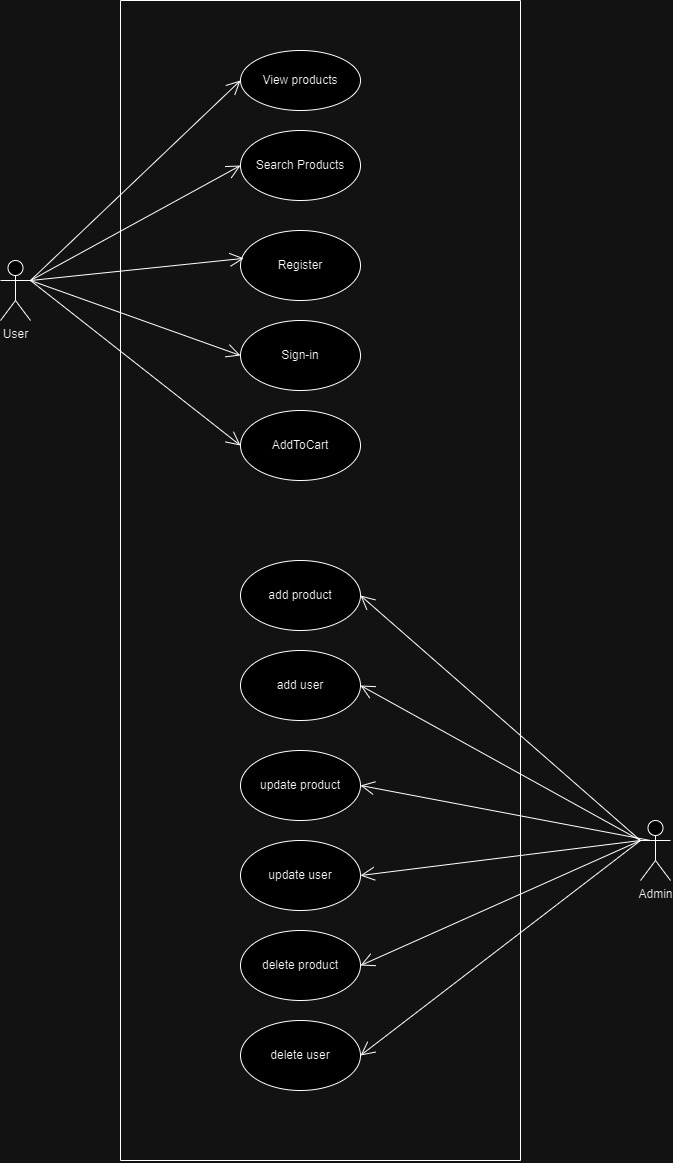 View products
Search Products
Register
User
Sign-in
AddToCart
add product
add user
update product
update user
Admin
delete product
delete user